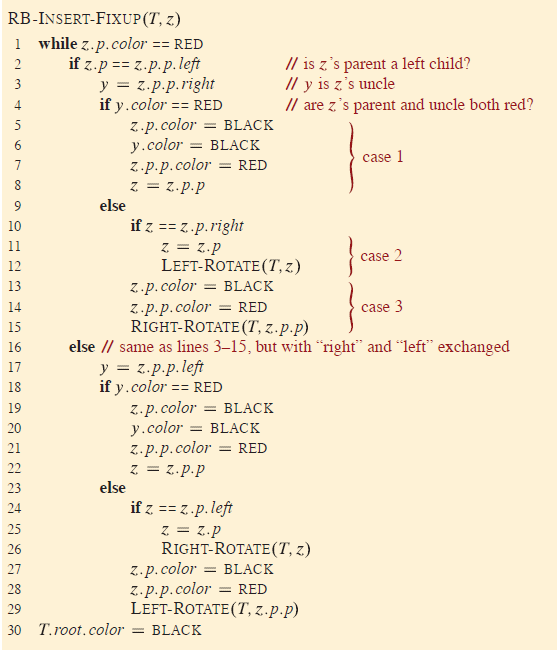 RB-INSERT-FIXUP(T, z)
1 while z.p.color == RED
2 if z.p == z.p.p.left // is z’s parent a left child?
3 y = z.p.p.right // y is z’s uncle
4 if y.color == RED // are z’s parent and uncle both red?
5 z.p.color = BLACK
6 y.color = BLACK
7 z.p.p.color = RED
case 1
8 z = z.p.p
9 else
10 if z == z.p.right
11 z = z.p
12 LEFT-ROTATE(T, z)
case 2
13 z.p.color = BLACK
14 z.p.p.color = RED
case 3
15 RIGHT-ROTATE(T, z.p.p)
16 else // same as lines 3–15, but with “right” and “left” exchanged
17 y = z.p.p.left
18 if y.color == RED
19 z.p.color = BLACK
20 y.color = BLACK
21 z.p.p.color = RED
22 z = z.p.p
23 else
24 if z == z.p.left
25 z = z.p
26 RIGHT-ROTATE(T, z)
27 z.p.color = BLACK
28 z.p.p.color = RED
29 LEFT-ROTATE(T, z.p.p)
30 T.root.color = BLACK